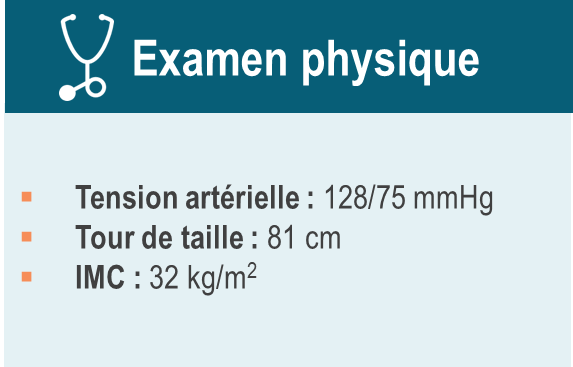 Examen physique
▪ Tension artérielle : 128/75 mmHg
▪ Tour de taille : 81 cm
▪ IMC : 32 kg/m²